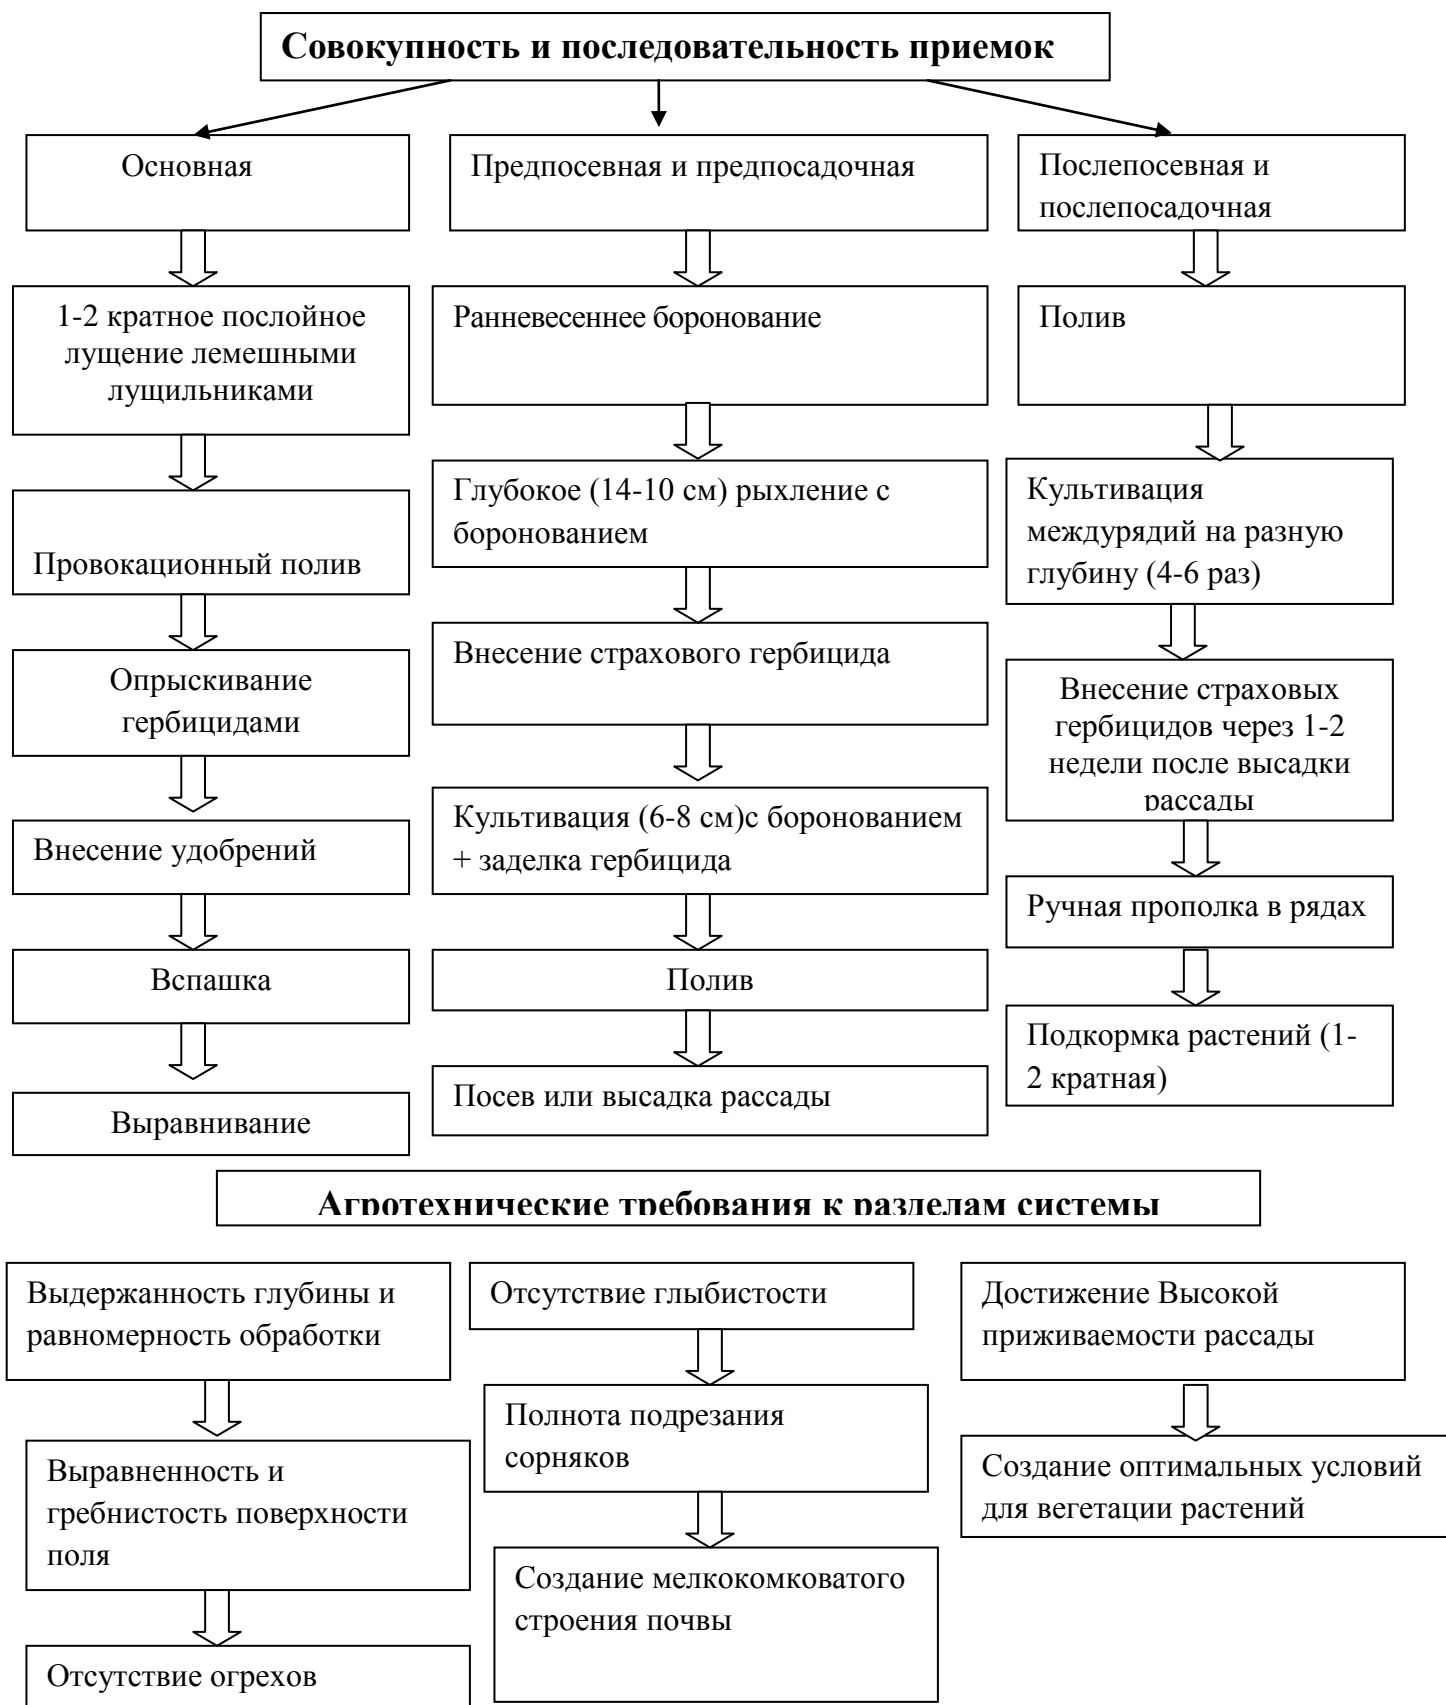 Совокупность и последовательность приемок
Основная
Предпосевная и предпосадочная
Послепосевная и
послепосадочная
1-2 кратное послойное
лущение лемешными
лущильниками
Провокационный полив
Опрыскивание
гербицидами
Внесение удобрений
Вспашка
Выравнивание
Ранневесеннее боронование
Глубокое (14-10 см) рыхление с
боронованием
Внесение страхового гербицида
Культивация (6-8 см)с боронованием
+ заделка гербицида
Полив
Посев или высадка рассады
Полив
Культивация
междурядий на разную
глубину (4-6 раз)
Внесение страховых
гербицидов через 1-2
недели после высадки
рассады
Ручная прополка в рядах
Подкормка растений (1-
2 кратная)
Агротехнические требования к разделам системы
Выдержанность глубины и
равномерность обработки
Выравненность и
гребнистость поверхности
поля
Отсутствие огрехов
Отсутствие глыбистости
Полнота подрезания
сорняков
Создание мелкокомковатого
строения почвы
Достижение Высокой
приживаемости рассады
Создание оптимальных условий
для вегетации растений